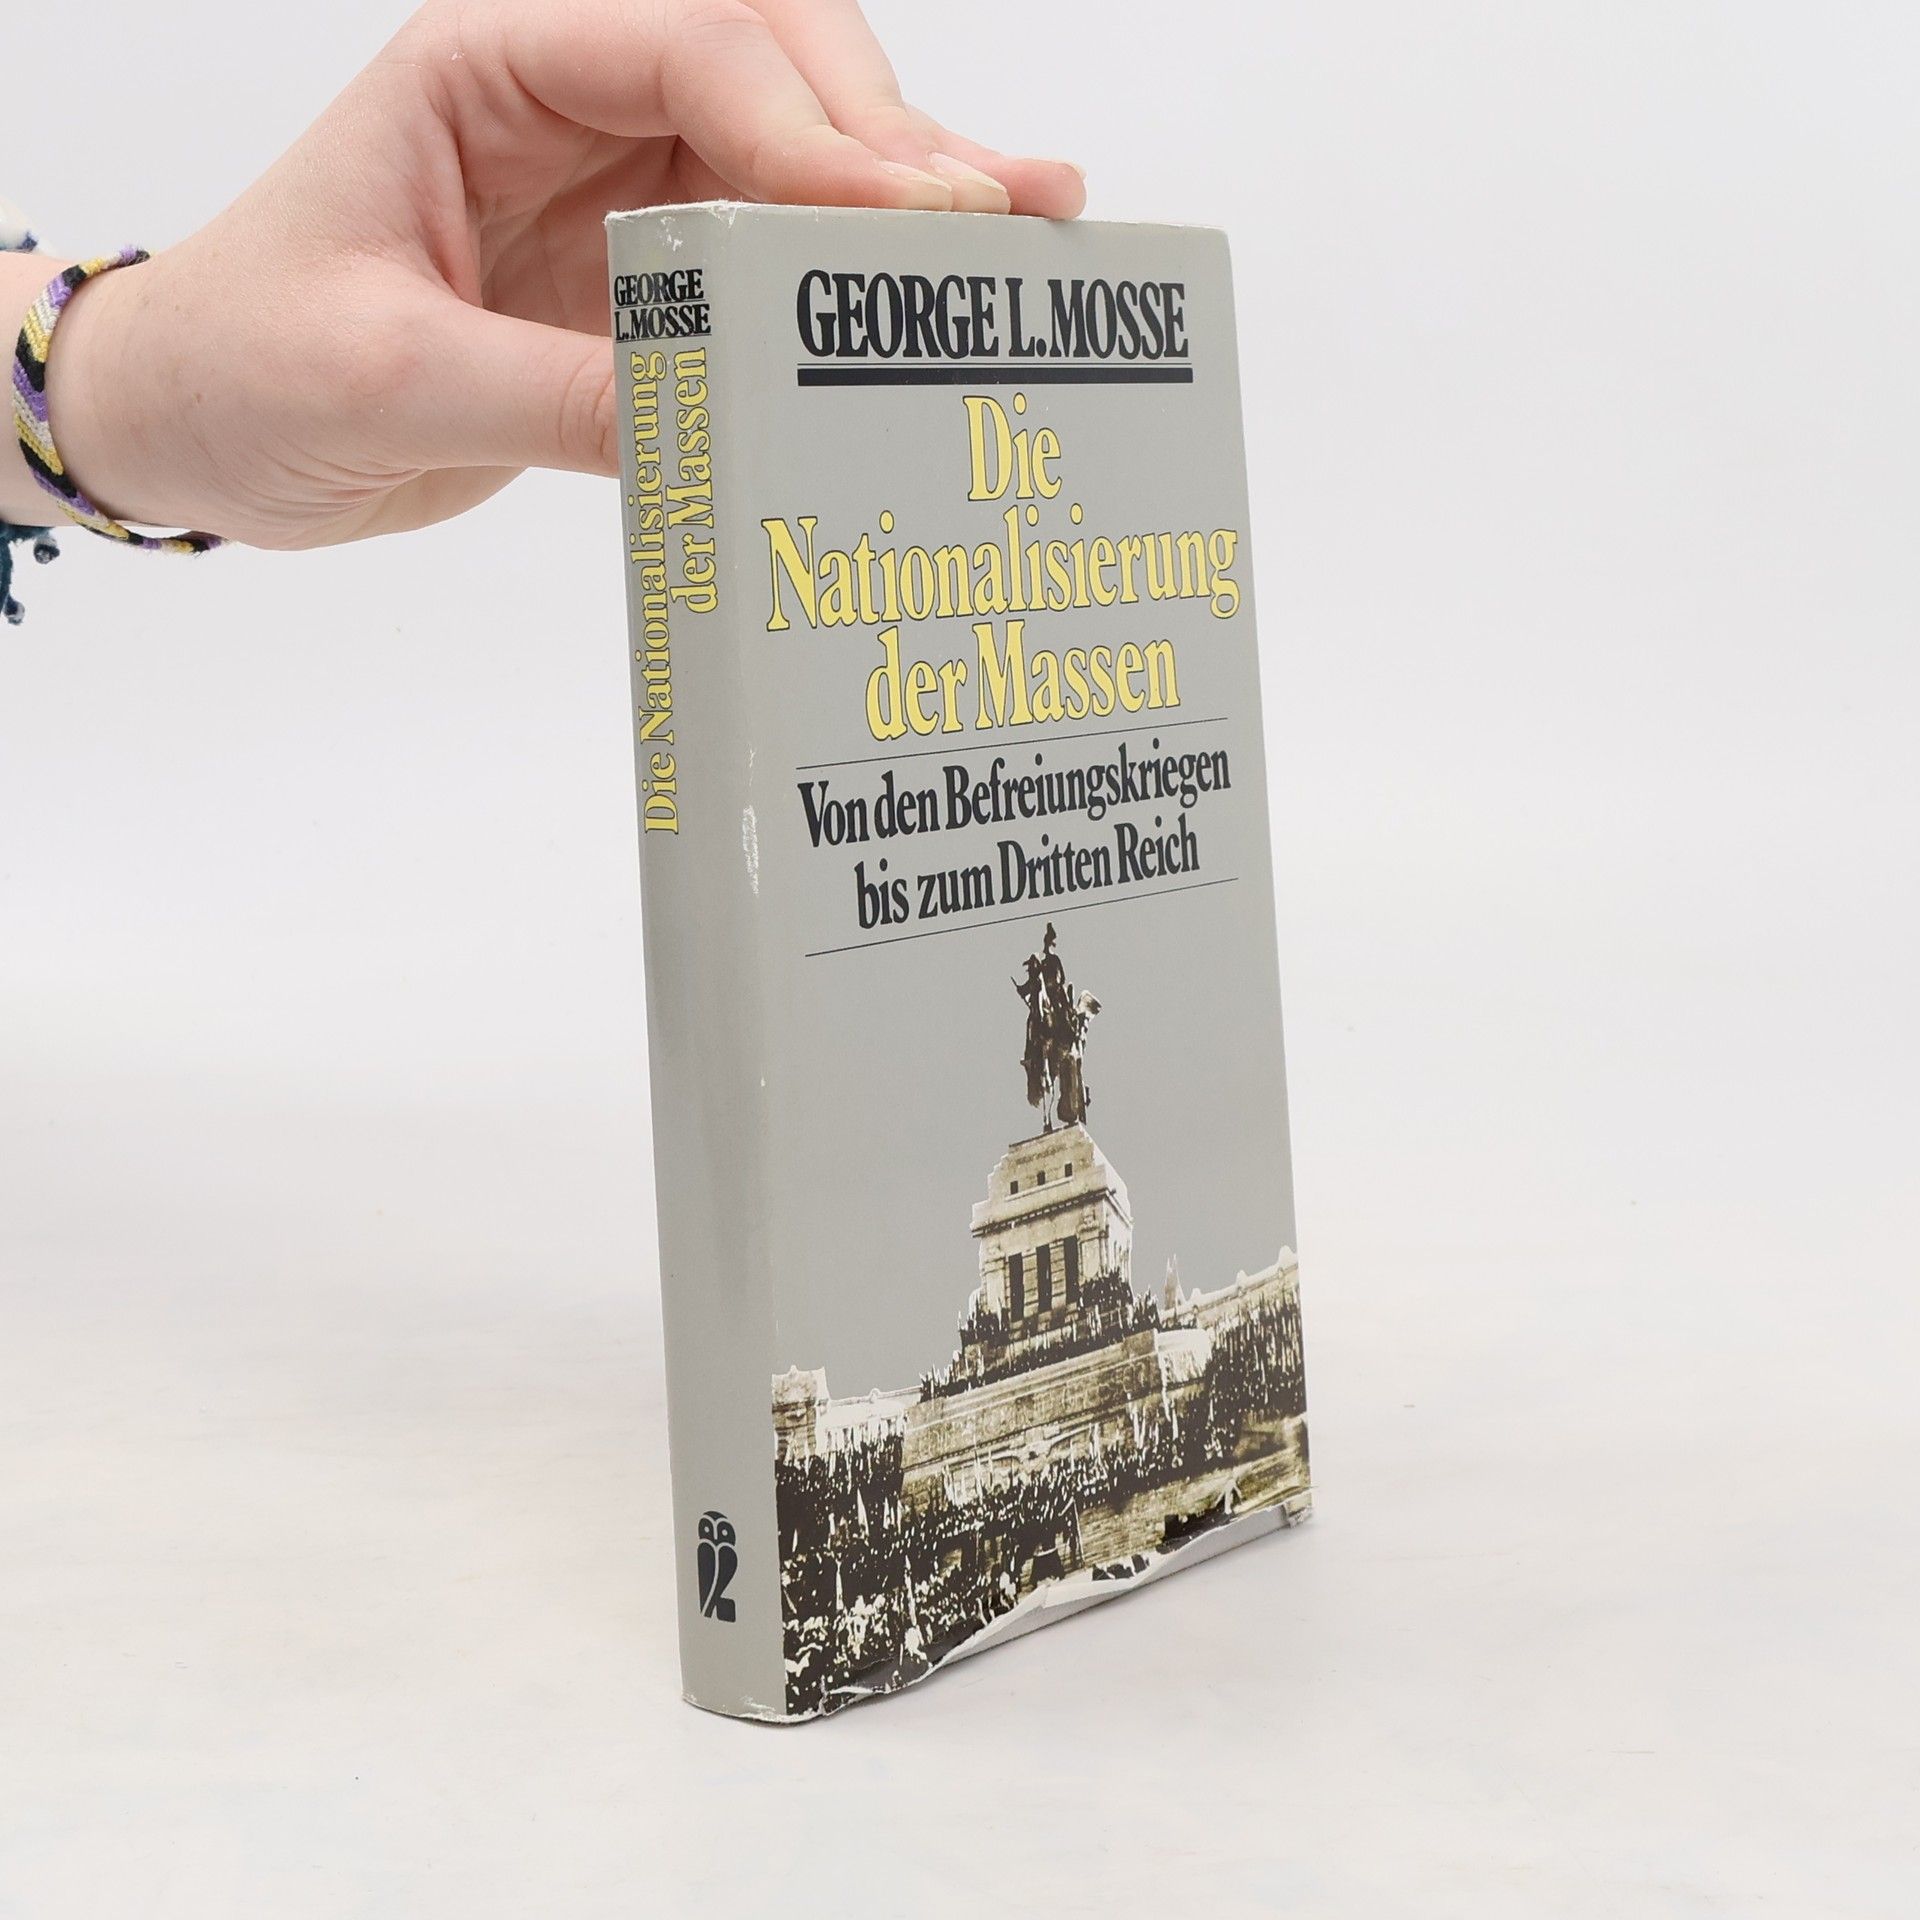 GEORGE
L.MOSSE
Die Nationalisierung
der Massen
GEORGE L. MOSSE
Die
Nationalisierung
der Massen
Von den Befreiungskriegen
bis zum Dritten Reich